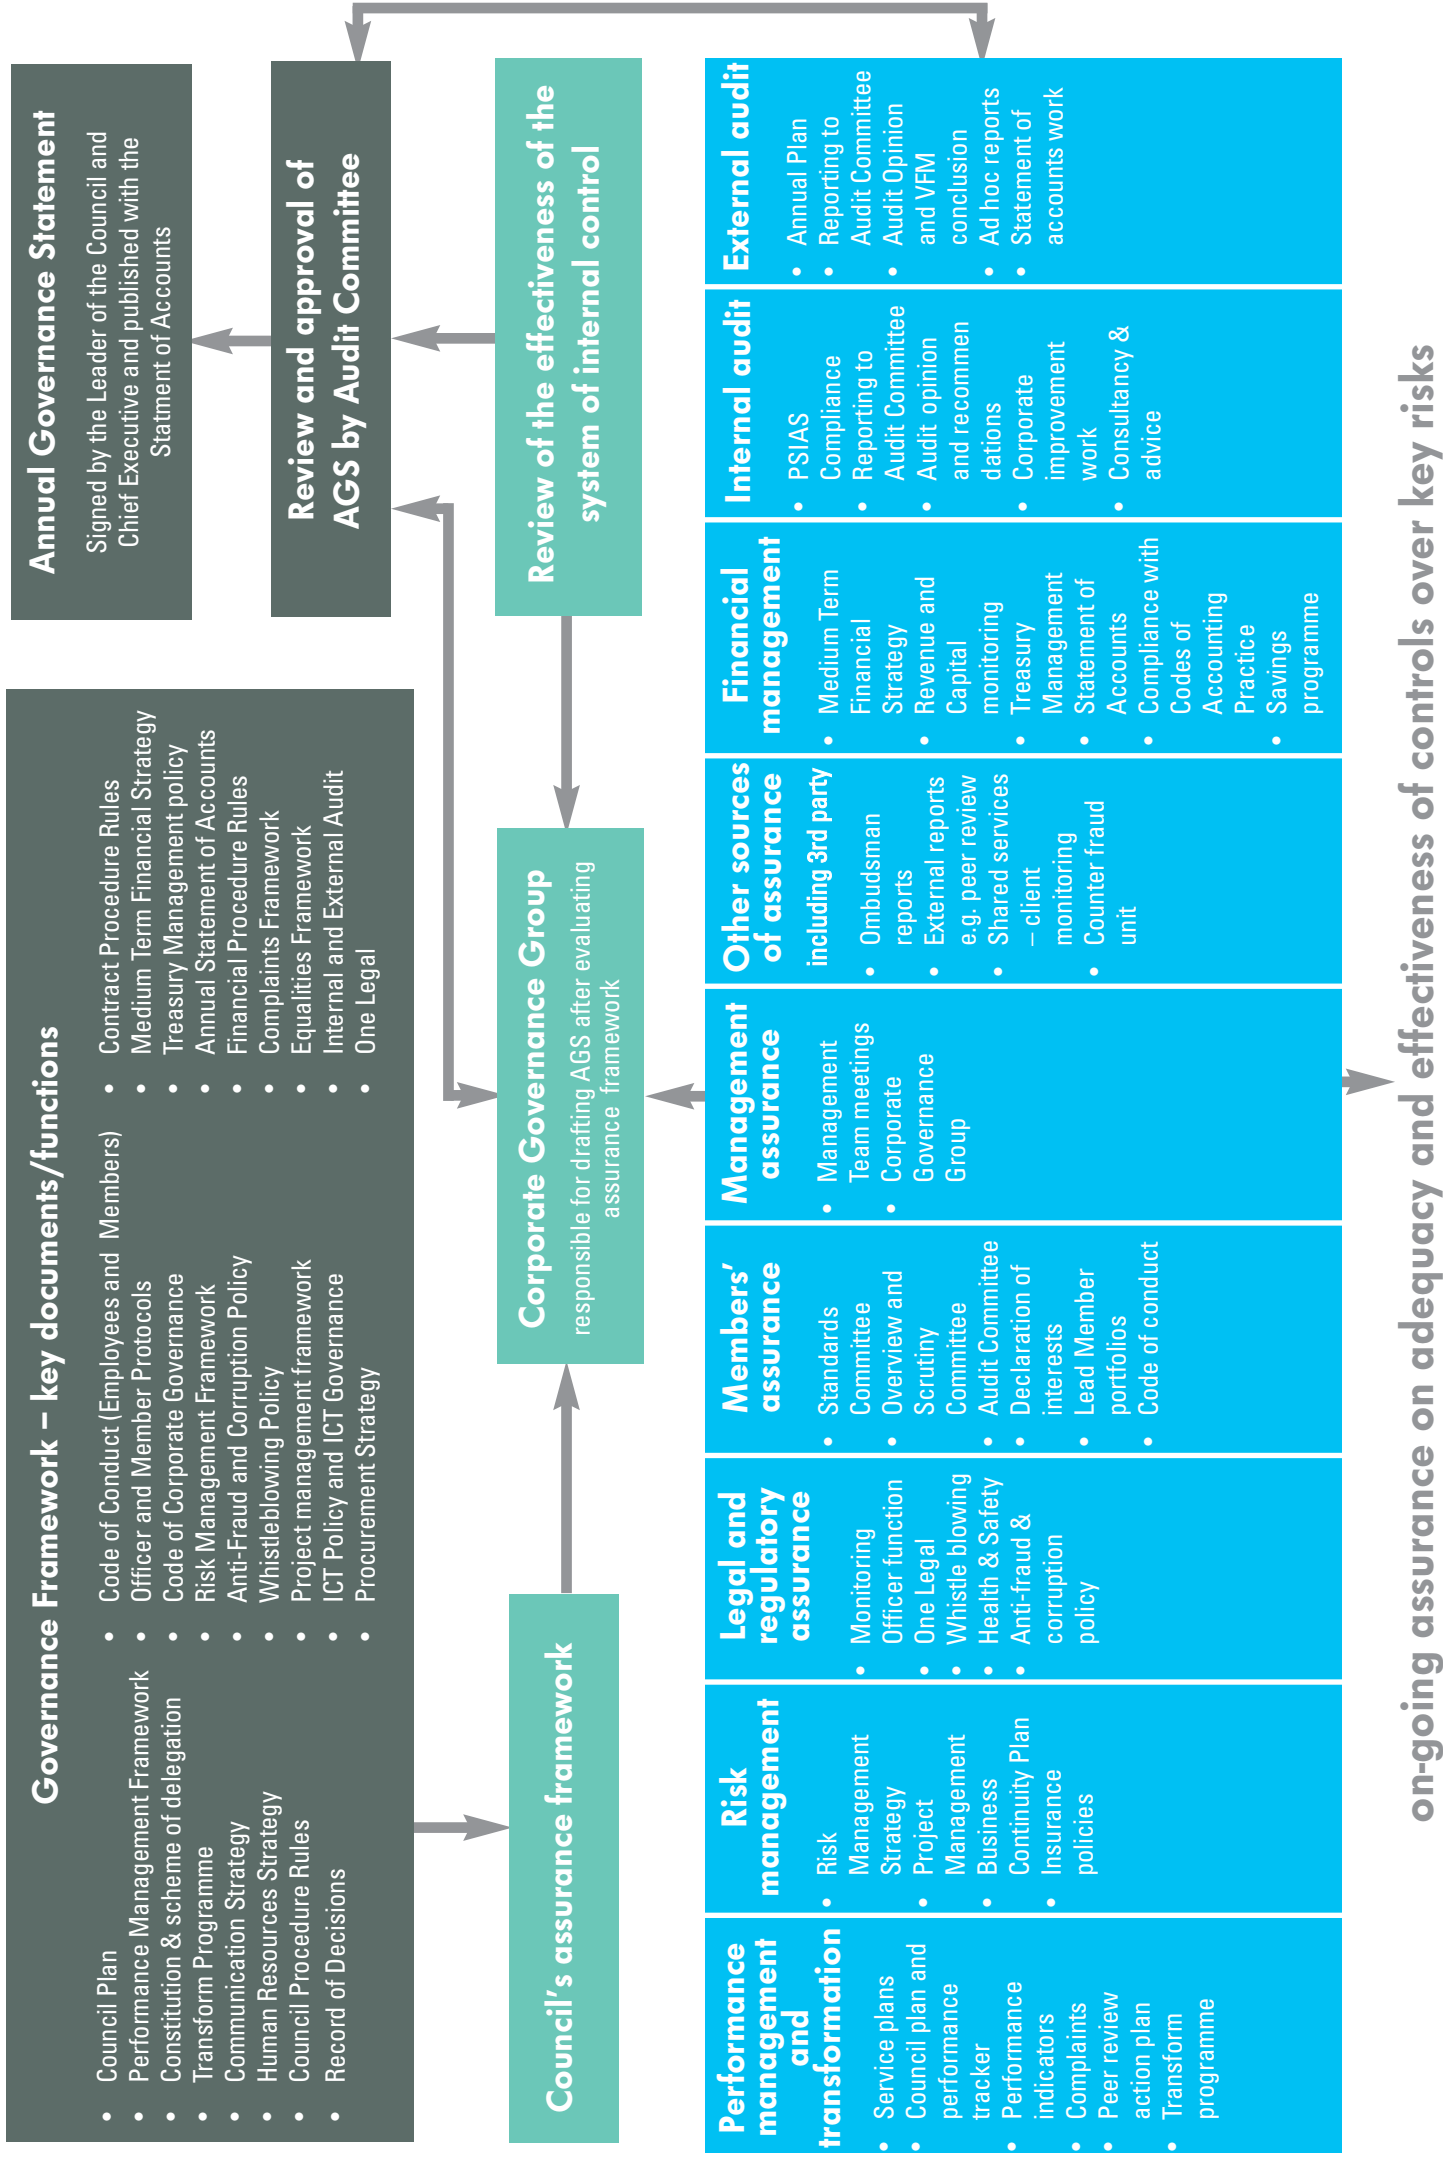 Governance Framework – key documents/functions
• Council Plan
• Performance Management Framework
• Constitution & scheme of delegation
• Transform Programme
• Communication Strategy
• Human Resources Strategy
• Council Procedure Rules
• Record of Decisions
• Code of Conduct (Employees and Members)
• Officer and Member Protocols
• Code of Corporate Governance
• Risk Management Framework
• Anti-Fraud and Corruption Policy
• Whistleblowing Policy
• Project management framework
• ICT Policy and ICT Governance
• Procurement Strategy
• Contract Procedure Rules
• Medium Term Financial Strategy
• Treasury Management policy
• Annual Statement of Accounts
• Financial Procedure Rules
• Complaints Framework
• Equalities Framework
• Internal and External Audit
• One Legal
Annual Governance Statement
Signed by the Leader of the Council and
Chief Executive and published with the
Statment of Accounts
Review and approval of
AGS by Audit Committee
Council's assurance framework
Corporate Governance Group
responsible for drafting AGS after evaluating
assurance framework
Review of the effectiveness of the
system of internal control
Performance
management
and
transformation
• Service plans
• Council plan and
performance
tracker
• Performance
indicators
• Complaints
• Peer review
action plan
• Transform
programme
Risk
management
• Risk
Management
Strategy
• Project
Management
• Business
Continuity Plan
• Insurance
policies
Legal and
regulatory
assurance
• Monitoring
Officer function
• One Legal
• Whistle blowing
• Health & Safety
• Anti-fraud &
corruption
policy
Members'
assurance
• Standards
Committee
• Overview and
Scrutiny
Committee
• Audit Committee
• Declaration of
interests
• Lead Member
portfolios
• Code of conduct
Management
assurance
• Management
Team meetings
• Corporate
Governance
Group
Other sources
of assurance
including 3rd party
• Ombudsman
reports
• External reports
e.g. peer review
• Shared services
– client
monitoring
• Counter fraud
unit
Financial
management
• Medium Term
Financial
Strategy
• Revenue and
Capital
monitoring
• Treasury
Management
• Statement of
Accounts
• Compliance with
Codes of
Accounting
Practice
• Savings
programme
Internal audit
• PSIAS
Compliance
• Reporting to
Audit Committee
• Audit opinion
and recommen
dations
• Corporate
improvement
work
• Consultancy &
advice
External audit
• Annual Plan
• Reporting to
Audit Committee
• Audit Opinion
and VFM
conclusion
• Ad hoc reports
• Statement of
accounts work
on-going assurance on adequacy and effectiveness of controls over key risks